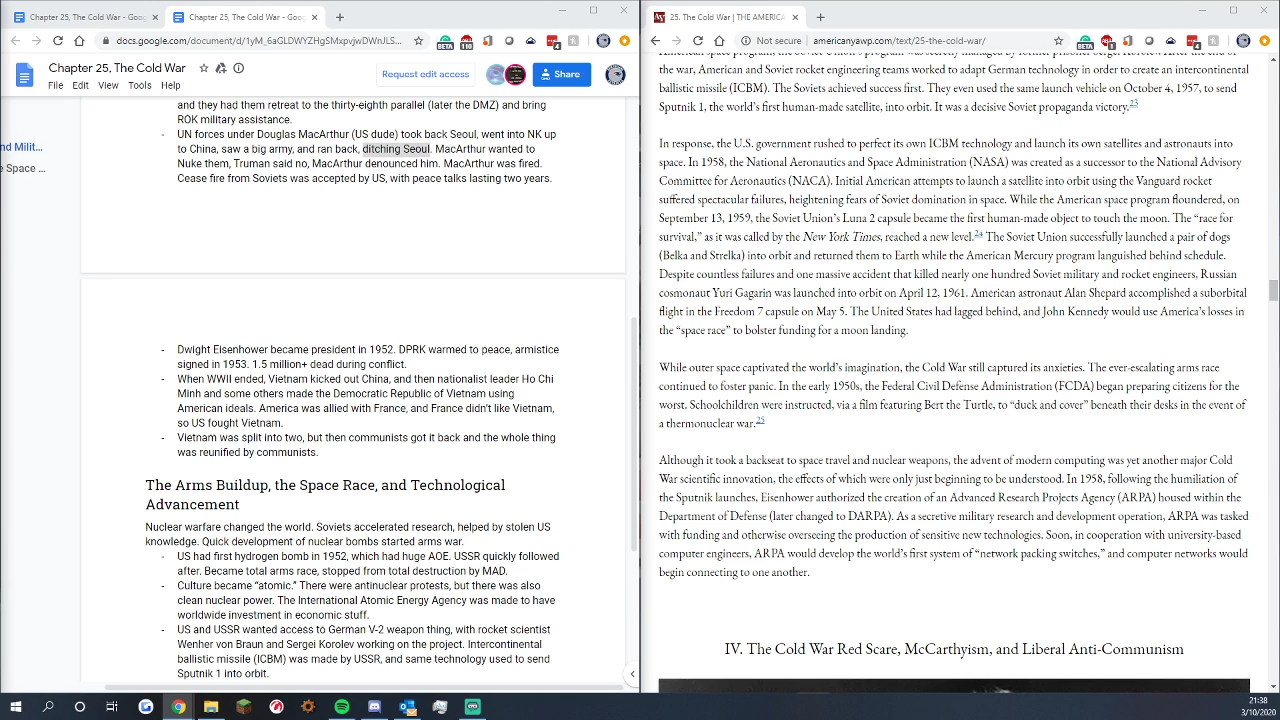 Chapter 25, The Cold War - Goog
Chapter 25, The Cold War - Goog
docs.google.com/document/d/1yM_6aGLDWYZHgSMxpvjwDWnJLS...
BETA
110
4
Chapter 25, The Cold War
Request edit access
Share
File Edit View Tools Help
and they had them retreat to the thirty-eighth parallel (later the DMZ) and bring
ROK military assistance.
- UN forces under Douglas MacArthur (US dude) took back Seoul, went into NK up
to China, saw a big army, and ran back, ditching Seoul. MacArthur wanted to
Nuke them, Truman said no, MacArthur denounced him. MacArthur was fired.
Cease fire from Soviets was accepted by US, with peace talks lasting two years.
nd Milit...
e Space ...
- Dwight Eisenhower became president in 1952. DPRK warmed to peace, armistice
signed in 1953. 1.5 million+ dead during conflict.
- When WWII ended, Vietnam kicked out China, and then nationalist leader Ho Chi
Minh and some others made the Democratic Republic of Vietnam using
American ideals. America was allied with France, and France didn't like Vietnam,
so US fought Vietnam.
- Vietnam was split into two, but then communists got it back and the whole thing
was reunified by communists.
The Arms Buildup, the Space Race, and Technological
Advancement
Nuclear warfare changed the world. Soviets accelerated research, helped by stolen US
knowledge. Quick development of nuclear bombs started arms war.
- US had first hydrogen bomb in 1952, which had huge AOE. USSR quickly followed
after. Became total arms race, stopped from total destruction by MAD.
- Culture became “atomic.” There were antinuclear protests, but there was also
clean nuclear power. The International Atomic Energy Agency was made to have
worldwide investment in economic stuff.
- US and USSR wanted access to German V-2 weapon thing, with rocket scientist
Wenher von Braun and Sergei Korolev working on the project. Intercontinental
ballistic missile (ICBM) was made by USSR, and same technology used to send
Sputnik 1 into orbit.
25. The Cold War | THE AMERICA
Not secure | americanyawp.com/text/25-the-cold-war/
BETA
1
4
the war, American and Soviet rocket engineering teams worked to adapt German technology in order to create an intercontinental
ballistic missile (ICBM). The Soviets achieved success first. They even used the same launch vehicle on October 4, 1957, to send
Sputnik 1, the world's first human-made satellite, into orbit. It was a decisive Soviet propaganda victory.23
In response, the U.S. government rushed to perfect its own ICBM technology and launch its own satellites and astronauts into
space. In 1958, the National Aeronautics and Space Administration (NASA) was created as a successor to the National Advisory
Committee for Aeronautics (NACA). Initial American attempts to launch a satellite into orbit using the Vanguard rocket
suffered spectacular failures, heightening fears of Soviet domination in space. While the American space program floundered, on
September 13, 1959, the Soviet Union's Luna 2 capsule became the first human-made object to touch the moon. The “race for
survival,” as it was called by the New York Times, reached a new level.24 The Soviet Union successfully launched a pair of dogs
(Belka and Strelka) into orbit and returned them to Earth while the American Mercury program languished behind schedule.
Despite countless failures and one massive accident that killed nearly one hundred Soviet military and rocket engineers, Russian
cosmonaut Yuri Gagarin was launched into orbit on April 12, 1961. American astronaut Alan Shepard accomplished a suborbital
flight in the Freedom 7 capsule on May 5. The United States had lagged behind, and John Kennedy would use America's losses in
the “space race” to bolster funding for a moon landing.
While outer space captivated the world's imagination, the Cold War still captured its anxieties. The ever-escalating arms race
continued to foster panic. In the early 1950s, the Federal Civil Defense Administration (FCDA) began preparing citizens for the
worst. Schoolchildren were instructed, via a film featuring Bert the Turtle, to “duck and cover” beneath their desks in the event of
a thermonuclear war.25
Although it took a backseat to space travel and nuclear weapons, the advent of modern computing was yet another major Cold
War scientific innovation, the effects of which were only just beginning to be understood. In 1958, following the humiliation of
the Sputnik launches, Eisenhower authorized the creation of an Advanced Research Projects Agency (ARPA) housed within the
Department of Defense (later changed to DARPA). As a secretive military research and development operation, ARPA was tasked
with funding and otherwise overseeing the production of sensitive new technologies. Soon, in cooperation with university-based
computer engineers, ARPA would develop the world's first system of “network packing switches,” and computer networks would
begin connecting to one another.
IV. The Cold War Red Scare, McCarthyism, and Liberal Anti-Communism
21:38
3/10/2020